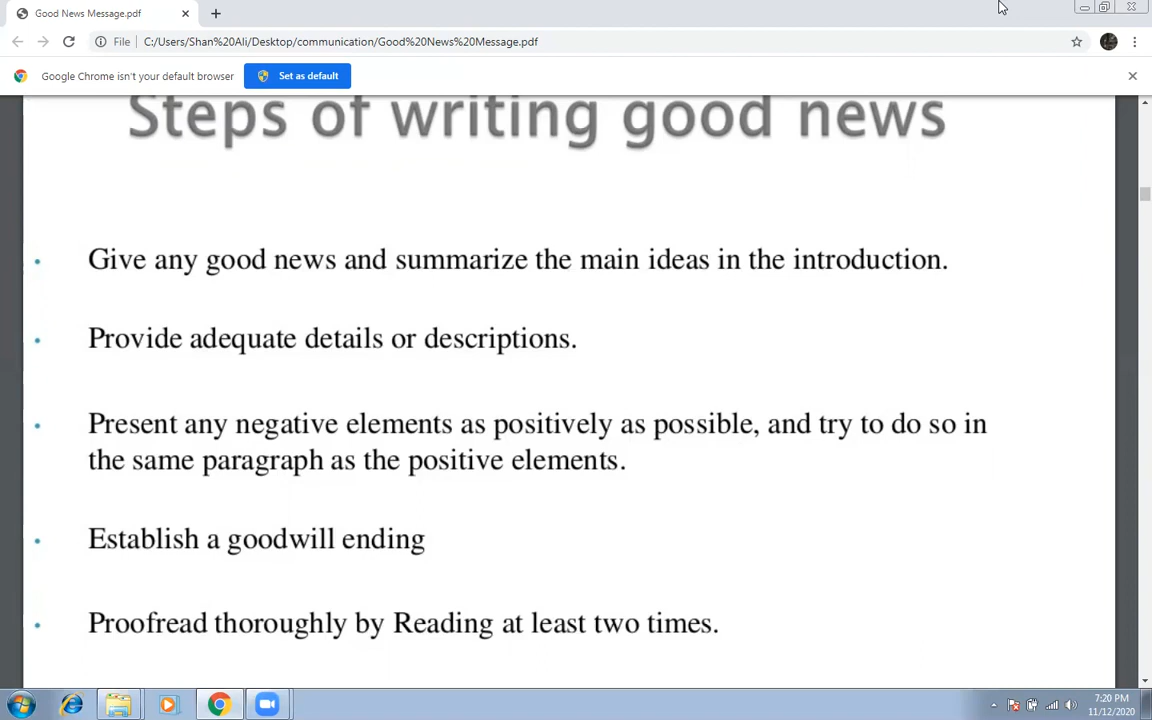 Good News Message.pdf
File
C:/Users/Shan%20Ali/Desktop/communication/Good%20News%20Message.pdf
Google Chrome isn't your default browser
Set as default
Steps of writing good news
• Give any good news and summarize the main ideas in the introduction.
• Provide adequate details or descriptions.
• Present any negative elements as positively as possible, and try to do so in
the same paragraph as the positive elements.
• Establish a goodwill ending
• Proofread thoroughly by Reading at least two times.
7:20 PM
11/12/2020